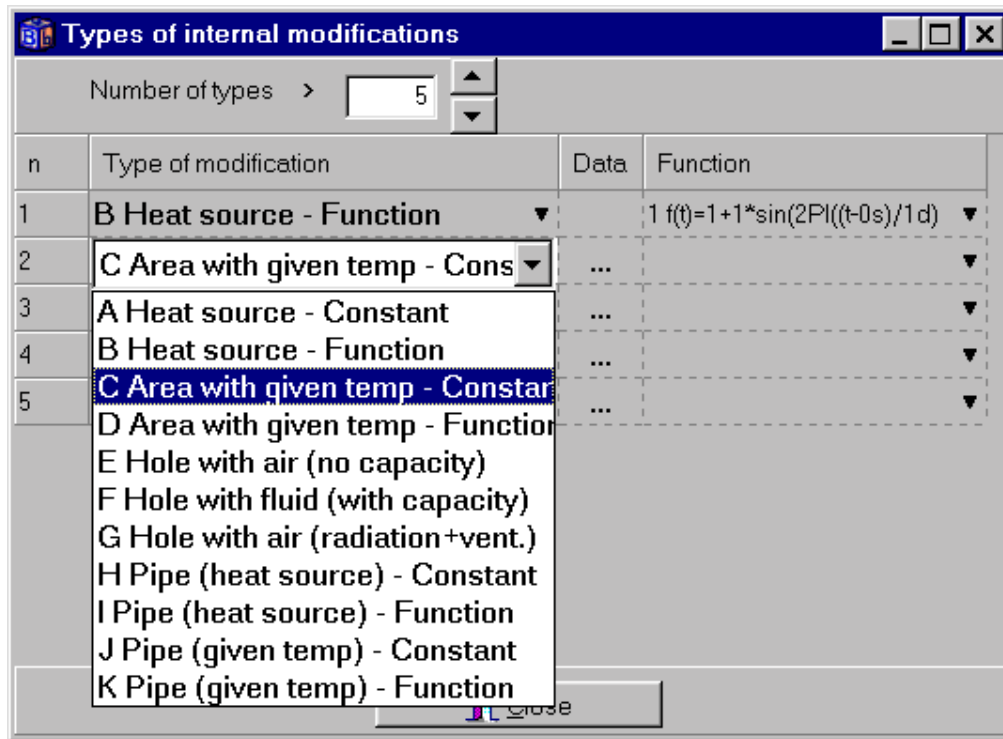 Types of internal modifications
Number of types > 5
n Type of modification Data Function
1 B Heat source - Function 1 f(t)=1+1*sin(2PI((t-0s)/1d)
2 C Area with given temp - Cons ...
3 ...
4 ...
5 ...
A Heat source - Constant
B Heat source - Function
C Area with given temp - Constan
D Area with given temp - Function
E Hole with air (no capacity)
F Hole with fluid (with capacity)
G Hole with air (radiation+vent.)
H Pipe (heat source) - Constant
I Pipe (heat source) - Function
J Pipe (given temp) - Constant
K Pipe (given temp) - Function
Close